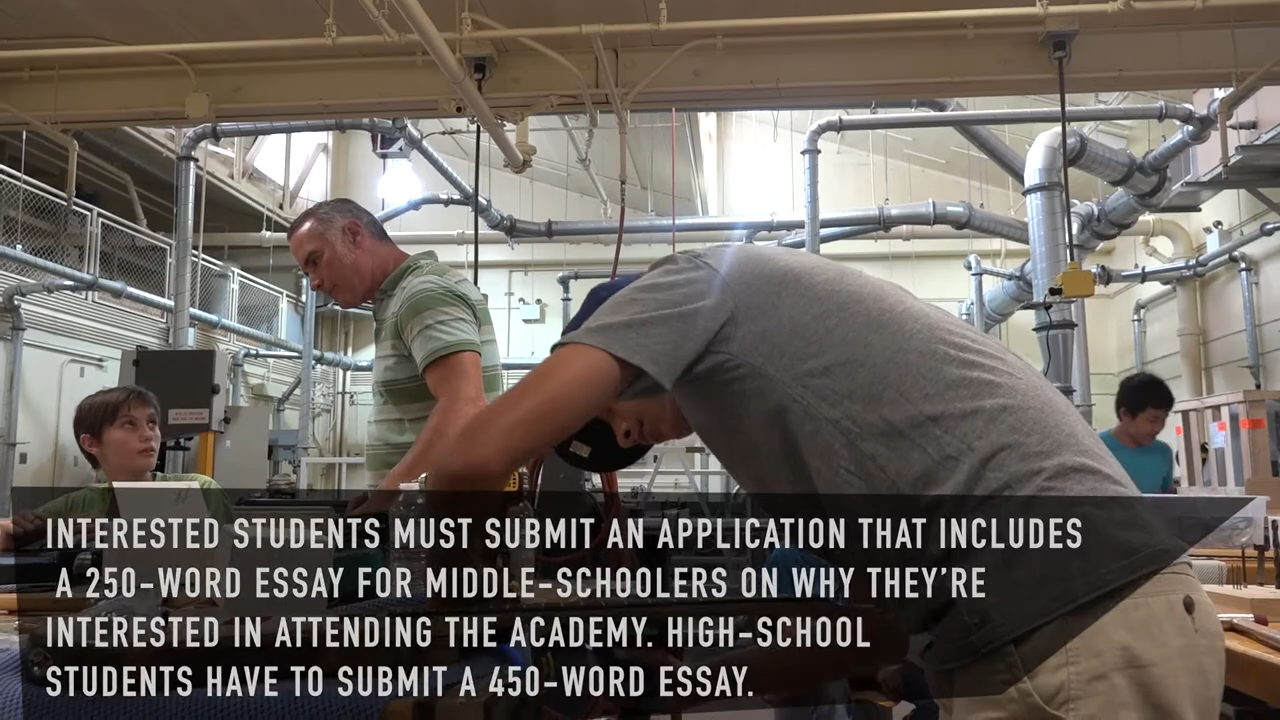 INTERESTED STUDENTS MUST SUBMIT AN APPLICATION THAT INCLUDES
A 250-WORD ESSAY FOR MIDDLE-SCHOOLERS ON WHY THEY'RE
INTERESTED IN ATTENDING THE ACADEMY. HIGH-SCHOOL
STUDENTS HAVE TO SUBMIT A 450-WORD ESSAY.